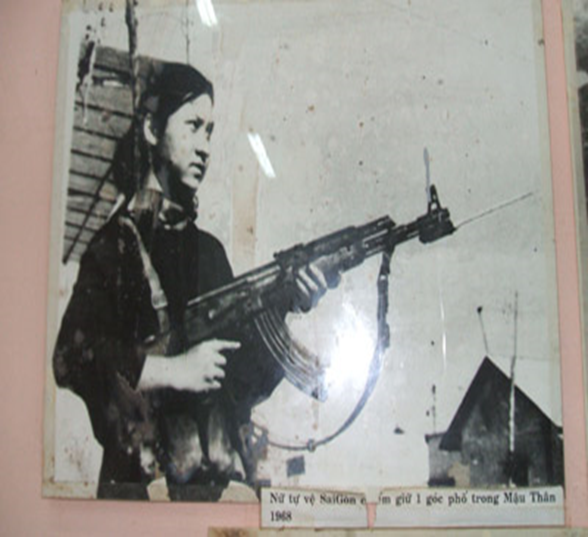 Nữ tự vệ SaiGòn giữ 1 góc phố trong Mậu Thân
1968